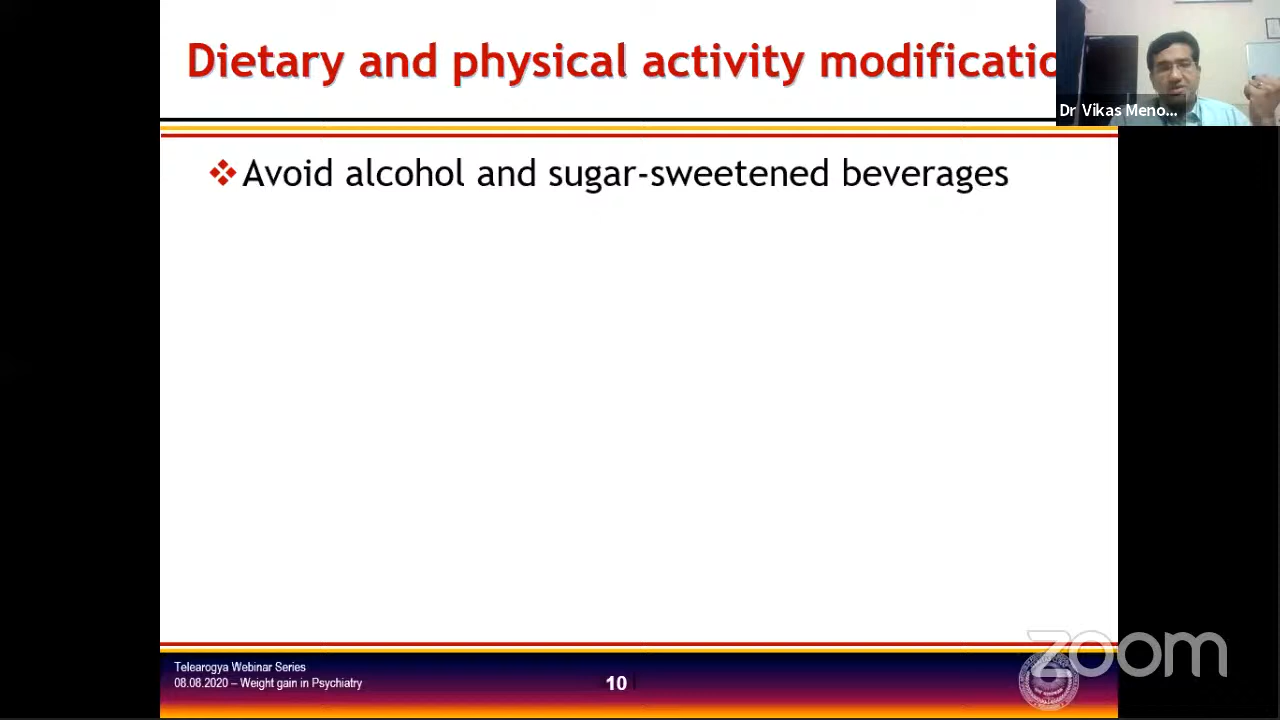 Dietary and physical activity modificatio
Dr Vikas Meno...
Avoid alcohol and sugar-sweetened beverages
Telearogya Webinar Series
08.08.2020 – Weight gain in Psychiatry
10
zoom